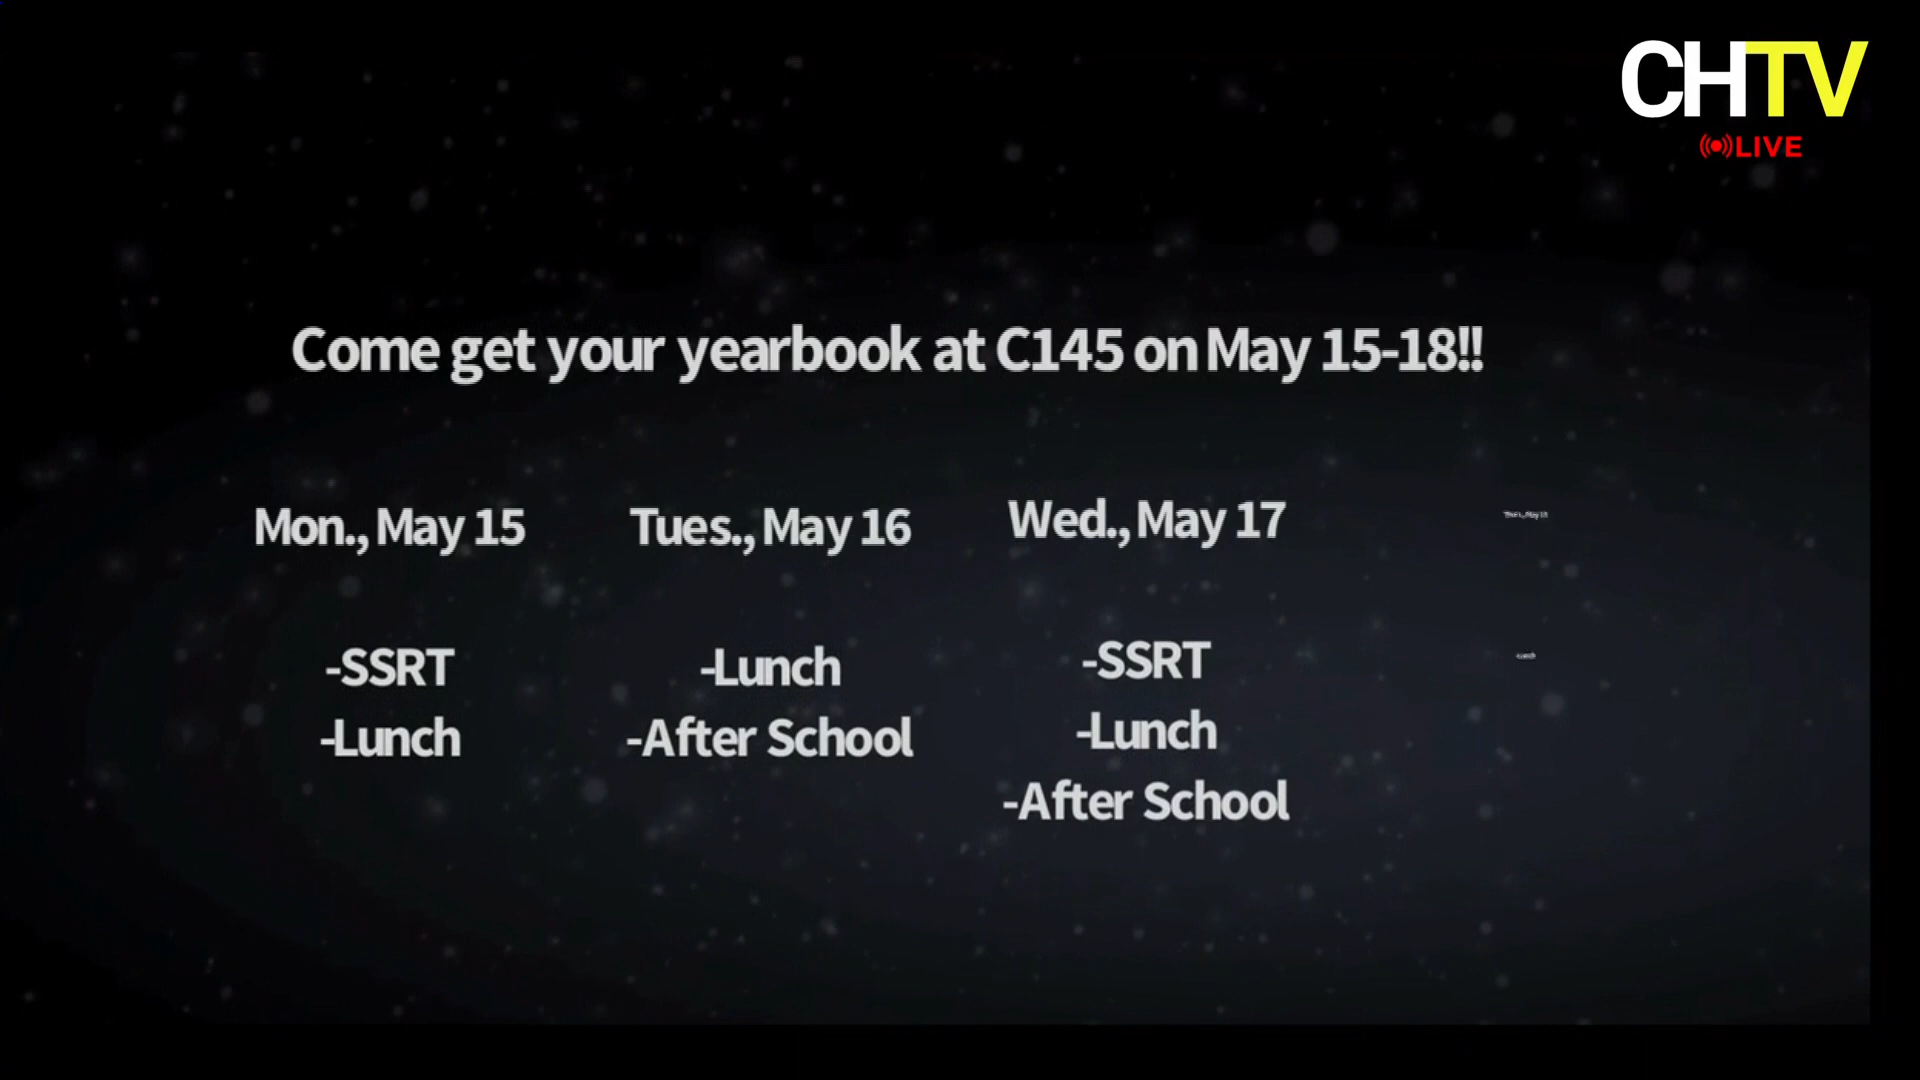 CHTV
LIVE
Come get your yearbook at C145 on May 15-18!!
Mon., May 15
-SSRT
-Lunch
Tues., May 16
-Lunch
-After School
Wed., May 17
-SSRT
-Lunch
-After School
-Lunch